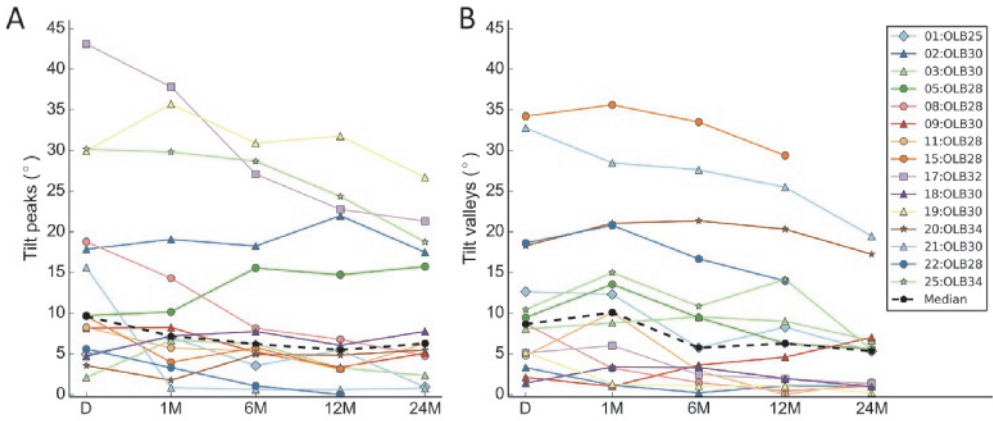 A
Tilt peaks (°)
45
40
35
30
25
20
15
10
5
0
D 1M 6M 12M 24M
B
Tilt valleys (°)
45
40
35
30
25
20
15
10
5
0
D 1M 6M 12M 24M
01:OLB25
02:OLB30
03:OLB30
05:OLB28
08:OLB28
09:OLB30
11:OLB28
15:OLB28
17:OLB32
18:OLB30
19:OLB30
20:OLB34
21:OLB30
22:OLB28
25:OLB34
Median